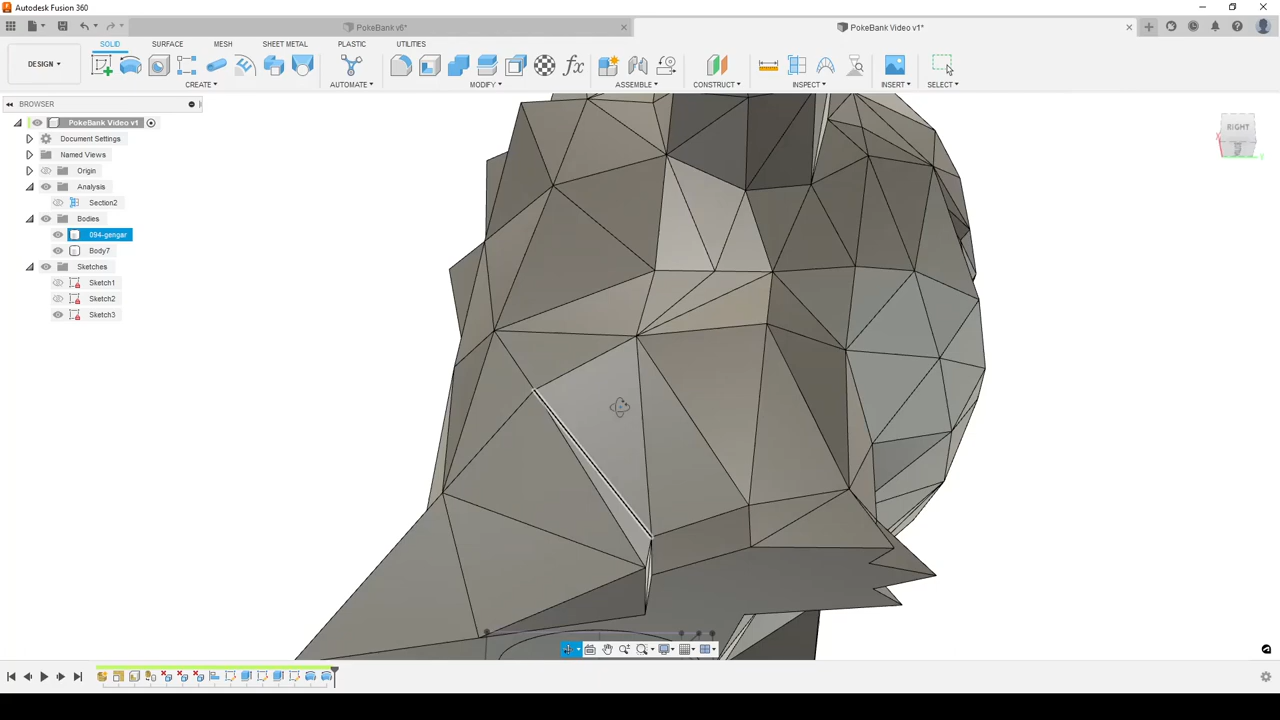 Autodesk Fusion 360
PokeBank v6*
PokeBank Video v1*
SOLID
SURFACE
MESH
SHEET METAL
PLASTIC
UTILITIES
DESIGN
CREATE
AUTOMATE
MODIFY
ASSEMBLE
CONSTRUCT
INSPECT
INSERT
SELECT
BROWSER
PokeBank Video v1
Document Settings
Named Views
Origin
Analysis
Section2
Bodies
094-gengar
Body7
Sketches
Sketch1
Sketch2
Sketch3
RIGHT